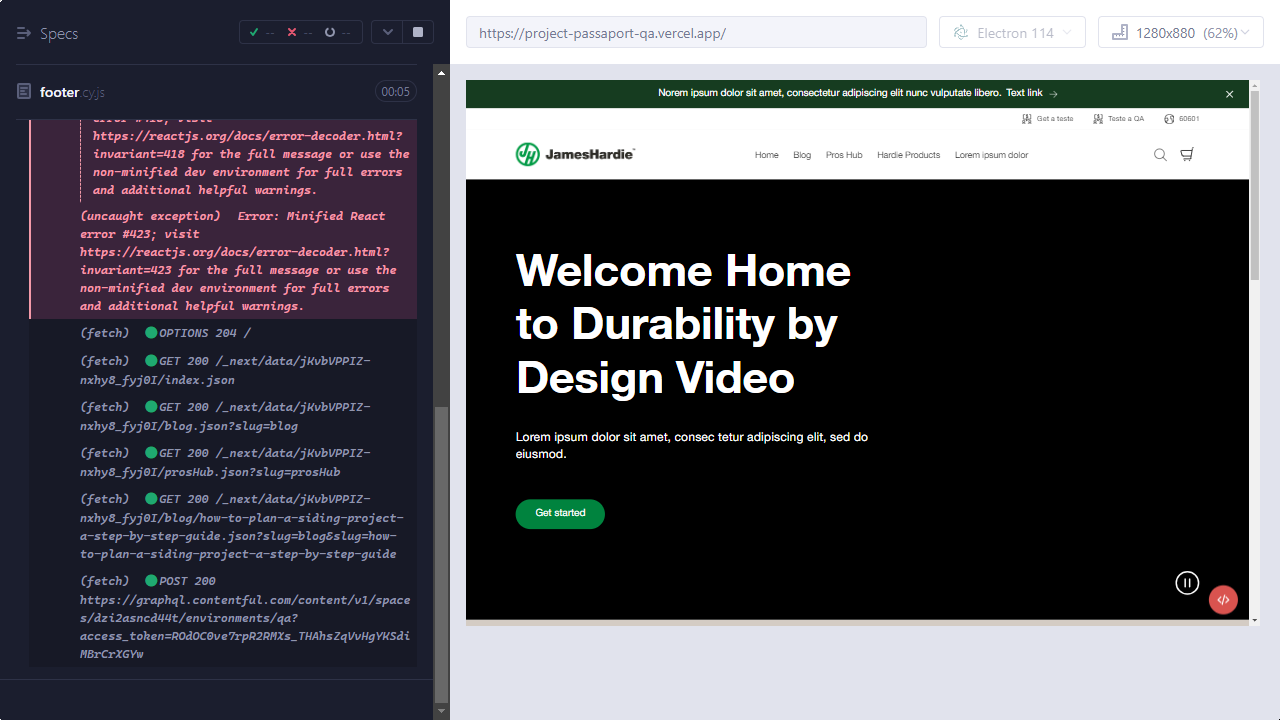 Specs
--
--
--
footer.cy.js
00:05
https://reactjs.org/docs/error-decoder.html?
invariant=418 for the full message or use the
non-minified dev environment for full errors
and additional helpful warnings.
(uncaught exception) Error: Minified React
error #423; visit
https://reactjs.org/docs/error-decoder.html?
invariant=423 for the full message or use the
non-minified dev environment for full errors
and additional helpful warnings.
(fetch) OPTIONS 204 /
(fetch) GET 200 /_next/data/jKvbVPPIZ-
nxhy8_fyj0I/index.json
(fetch) GET 200 /_next/data/jKvbVPPIZ-
nxhy8_fyj0I/blog.json?slug=blog
(fetch) GET 200 /_next/data/jKvbVPPIZ-
nxhy8_fyj0I/prosHub.json?slug=prosHub
(fetch) GET 200 /_next/data/jKvbVPPIZ-
nxhy8_fyj0I/blog/how-to-plan-a-siding-project-
a-step-by-step-guide.json?slug=blog&slug=how-
to-plan-a-siding-project-a-step-by-step-guide
(fetch) POST 200
https://graphql.contentful.com/content/v1/space
s/dzi2asncd44t/environments/qa?
access_token=ROdOC0ve7rpR2RMXs_THAhsZqVvHgYKSdi
MBrCrXGYw
https://project-passaport-qa.vercel.app/
Electron 114
1280x880 (62%)
Norem ipsum dolor sit amet, consectetur adipiscing elit nunc vulputate libero. Text link →
Get a teste
Teste a QA
60601
JH JamesHardie™
Home
Blog
Pros Hub
Hardie Products
Lorem ipsum dolor
Welcome Home
to Durability by
Design Video
Lorem ipsum dolor sit amet, consec tetur adipiscing elit, sed do
eiusmod.
Get started